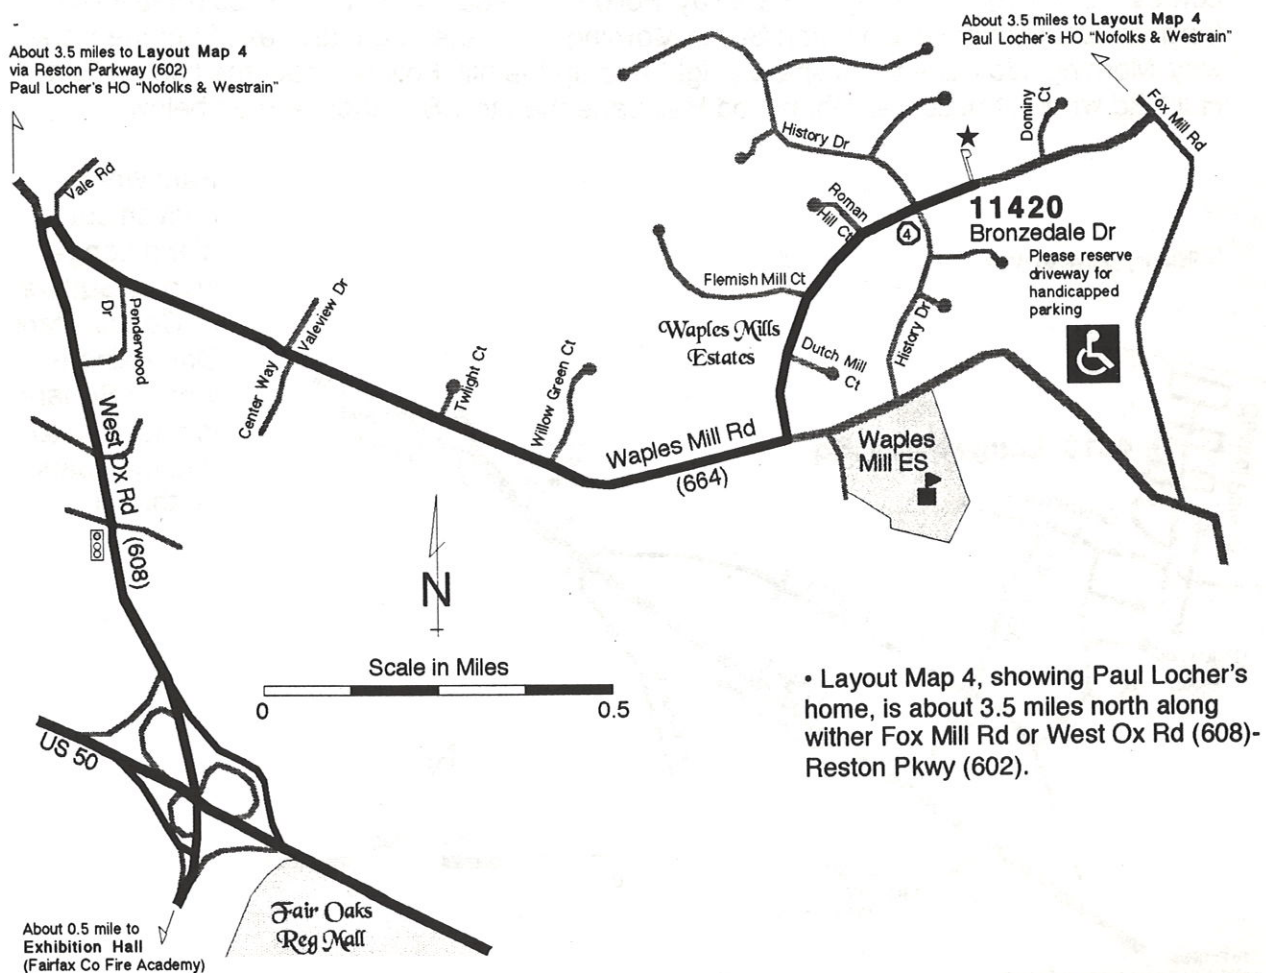 About 3.5 miles to Layout Map 4
via Reston Parkway (602)
Paul Locher's HO "Nofolks & Westrain"
About 3.5 miles to Layout Map 4
Paul Locher's HO "Nofolks & Westrain"
Fox Mill Rd
Dominy
Ct
History Dr
Vale Rd
Roman
Hill Ct
11420
Bronzedale Dr
4
Please reserve
driveway for
handicapped
parking
Flemish Mill Ct
Penderwood
Dr
Valeview Dr
Center Way
Waples Mills
Estates
History Dr
Dutch Mill
Ct
Twilight Ct
Willow Green Ct
West Ox Rd
(608)
Waples Mill Rd
(664)
Waples
Mill ES
N
Scale in Miles
0
0.5
• Layout Map 4, showing Paul Locher's
home, is about 3.5 miles north along
wither Fox Mill Rd or West Ox Rd (608)-
Reston Pkwy (602).
US 50
Fair Oaks
Reg Mall
About 0.5 mile to
Exhibition Hall
(Fairfax Co Fire Academy)